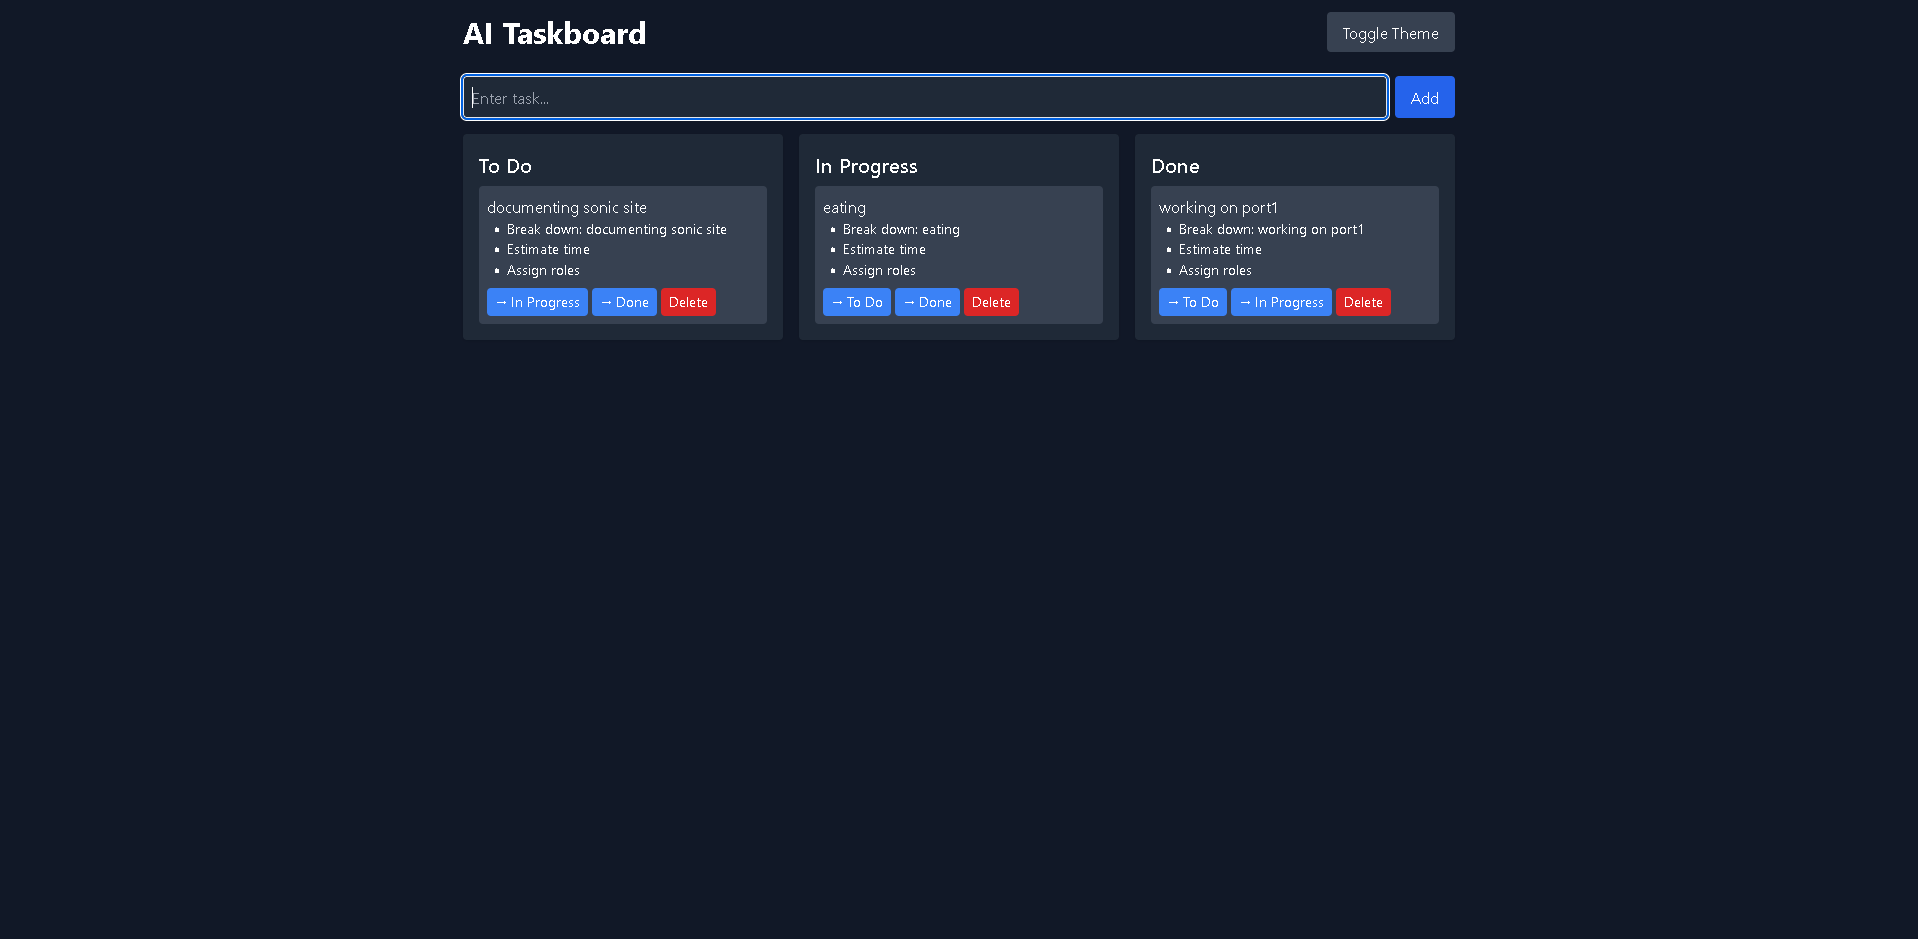 AI Taskboard
Toggle Theme
Enter task...
Add
To Do
documenting sonic site
Break down: documenting sonic site
Estimate time
Assign roles
→ In Progress → Done Delete
In Progress
eating
Break down: eating
Estimate time
Assign roles
→ To Do → Done Delete
Done
working on port1
Break down: working on port1
Estimate time
Assign roles
→ To Do → In Progress Delete